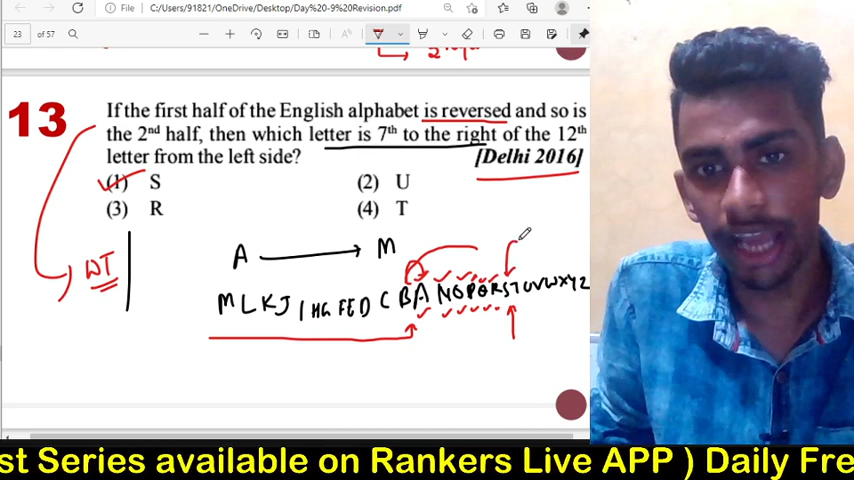 File | C:/Users/91821/OneDrive/Desktop/Day%20-9%20Revision.pdf
23 of 57
13 If the first half of the English alphabet is reversed and so is
the 2nd half, then which letter is 7th to the right of the 12th
letter from the left side? [Delhi 2016]
(1) S (2) U
(3) R (4) T
A M
WT
M L K J I H G F E D C B A N O P Q R S T U V W X Y Z
st Series available on Rankers Live APP ) Daily Fre